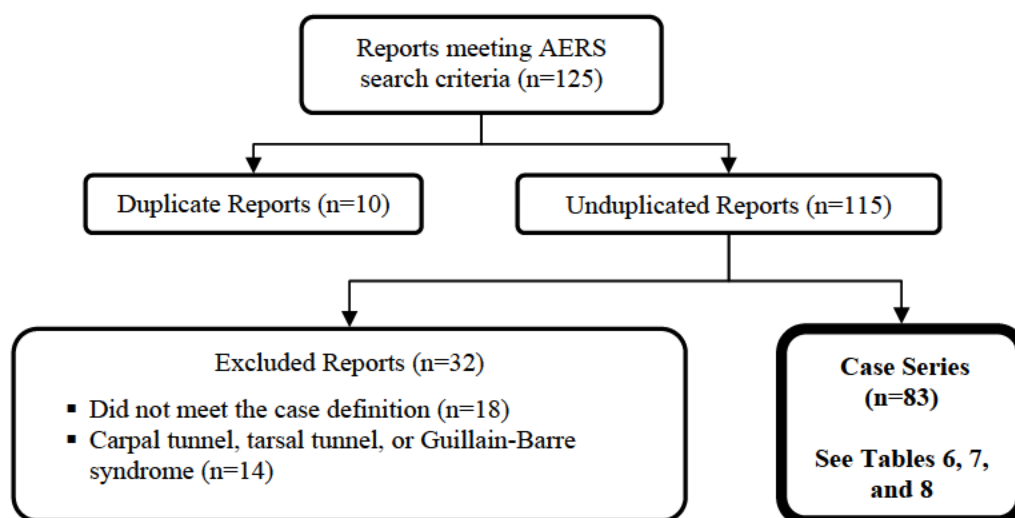 Reports meeting AERS
search criteria (n=125)
Duplicate Reports (n=10)
Unduplicated Reports (n=115)
Excluded Reports (n=32)
▪ Did not meet the case definition (n=18)
▪ Carpal tunnel, tarsal tunnel, or Guillain-Barre
syndrome (n=14)
Case Series
(n=83)
See Tables 6, 7,
and 8